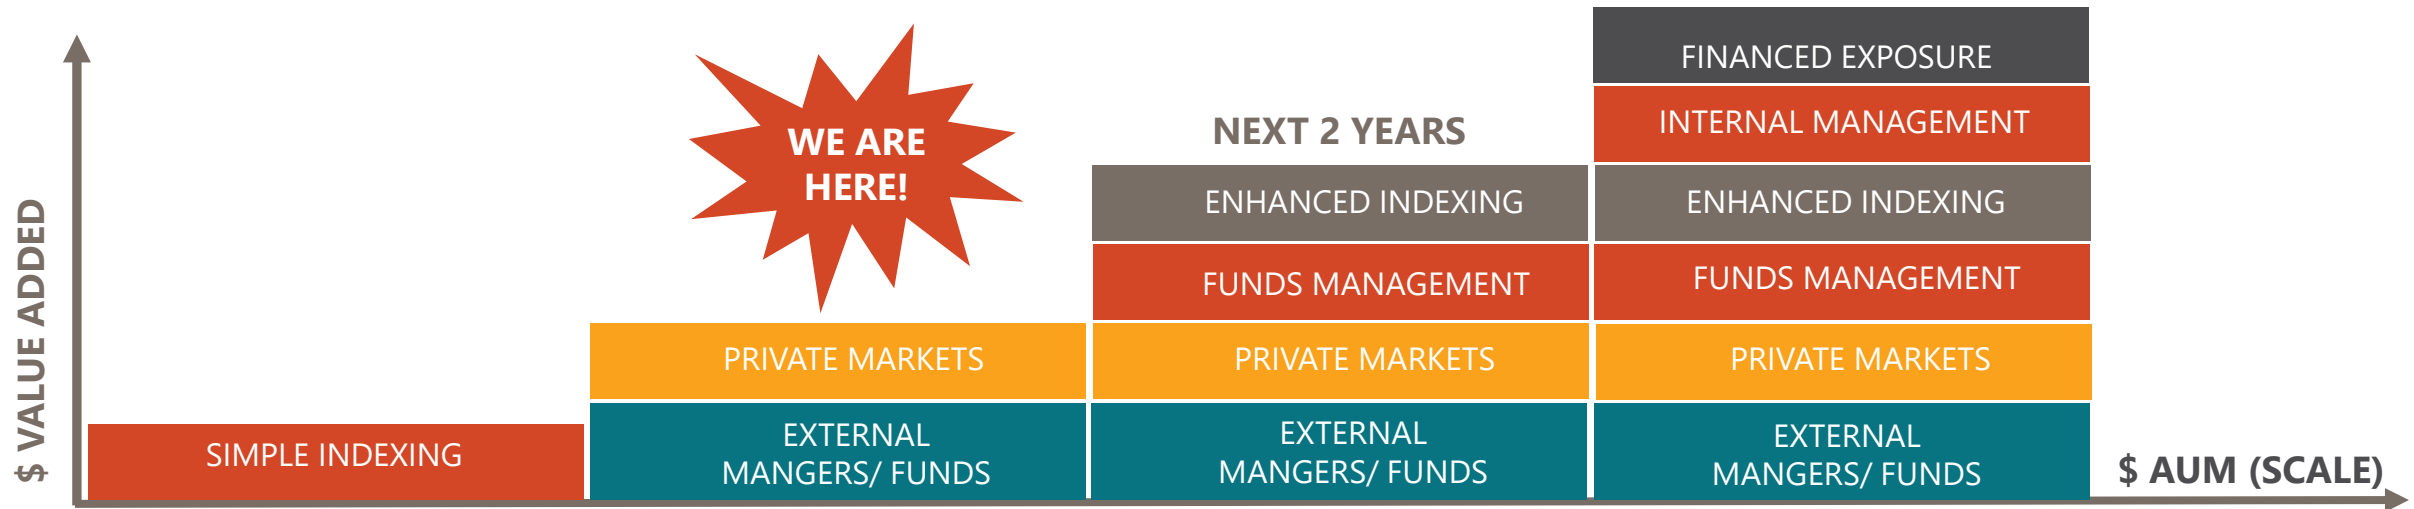 $ VALUE ADDED
SIMPLE INDEXING
WE ARE
HERE!
PRIVATE MARKETS
EXTERNAL
MANGERS/ FUNDS
NEXT 2 YEARS
ENHANCED INDEXING
FUNDS MANAGEMENT
PRIVATE MARKETS
EXTERNAL
MANGERS/ FUNDS
FINANCED EXPOSURE
INTERNAL MANAGEMENT
ENHANCED INDEXING
FUNDS MANAGEMENT
PRIVATE MARKETS
EXTERNAL
MANGERS/ FUNDS
$ AUM (SCALE)